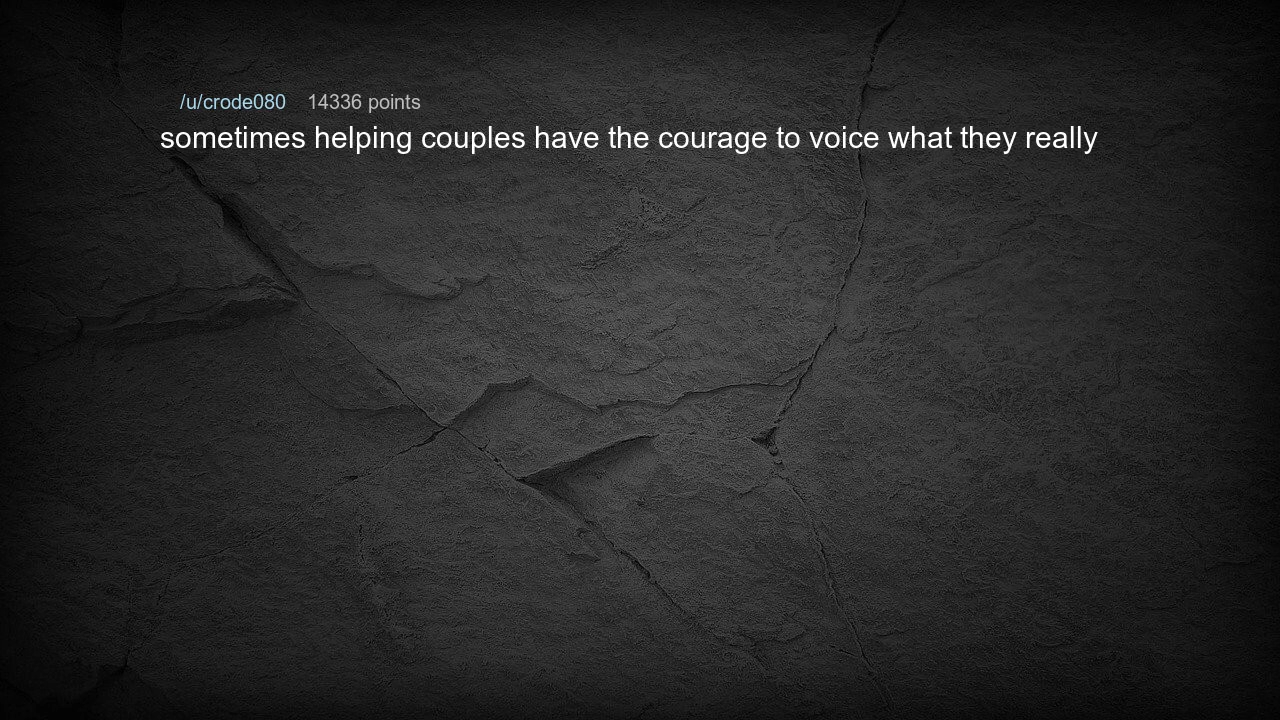 /u/crode080 14336 points
sometimes helping couples have the courage to voice what they really